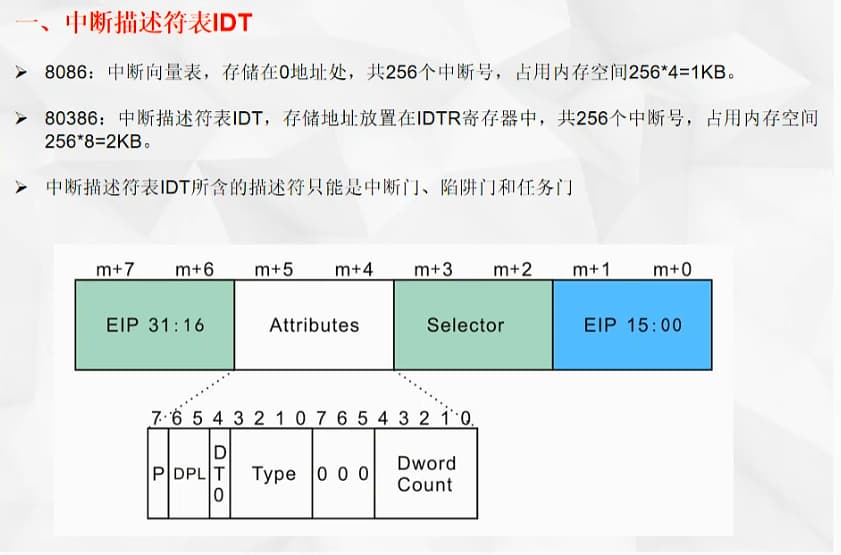 一、中断描述符表IDT
➢ 8086：中断向量表，存储在0地址处，共256个中断号，占用内存空间256*4=1KB。
➢ 80386：中断描述符表IDT，存储地址放置在IDTR寄存器中，共256个中断号，占用内存空间
256*8=2KB。
➢ 中断描述符表IDT所含的描述符只能是中断门、陷阱门和任务门
m+7 m+6 m+5 m+4 m+3 m+2 m+1 m+0
EIP 31:16 Attributes Selector EIP 15:00
7 6 5 4 3 2 1 0 7 6 5 4 3 2 1 0
P DPL DT0 Type 0 0 0 Dword
Count